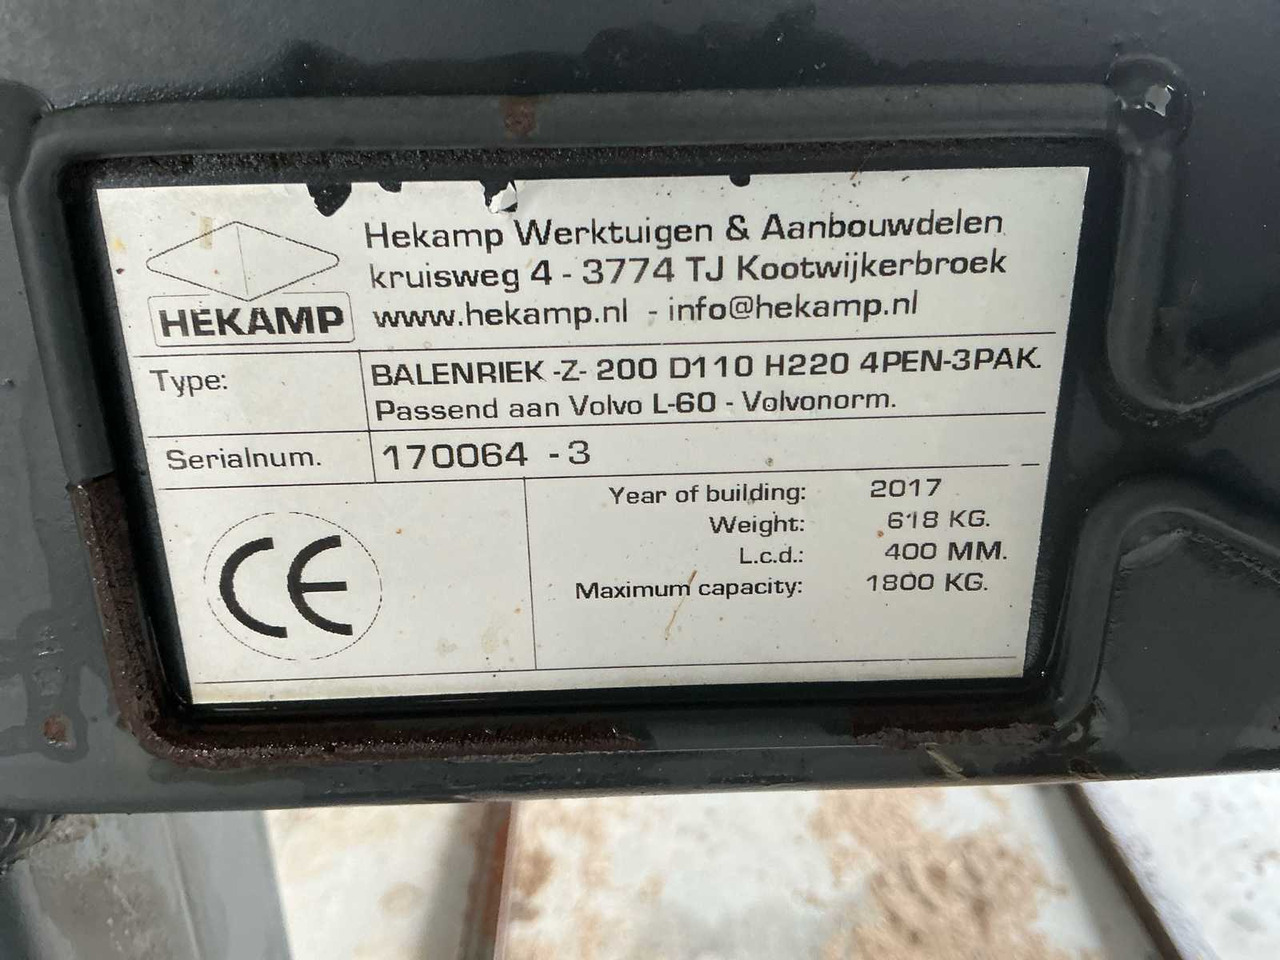 HEKAMP
Hekamp Werktuigen & Aanbouwdelen
kruisweg 4 - 3774 TJ Kootwijkerbroek
www.hekamp.nl - info@hekamp.nl
Type: BALENRIEK -Z- 200 D110 H220 4PEN-3PAK.
Passend aan Volvo L-60 - Volvonorm.
Serialnum. 170064 - 3
CE
Year of building: 2017
Weight: 618 KG.
L.c.d.: 400 MM.
Maximum capacity: 1800 KG.